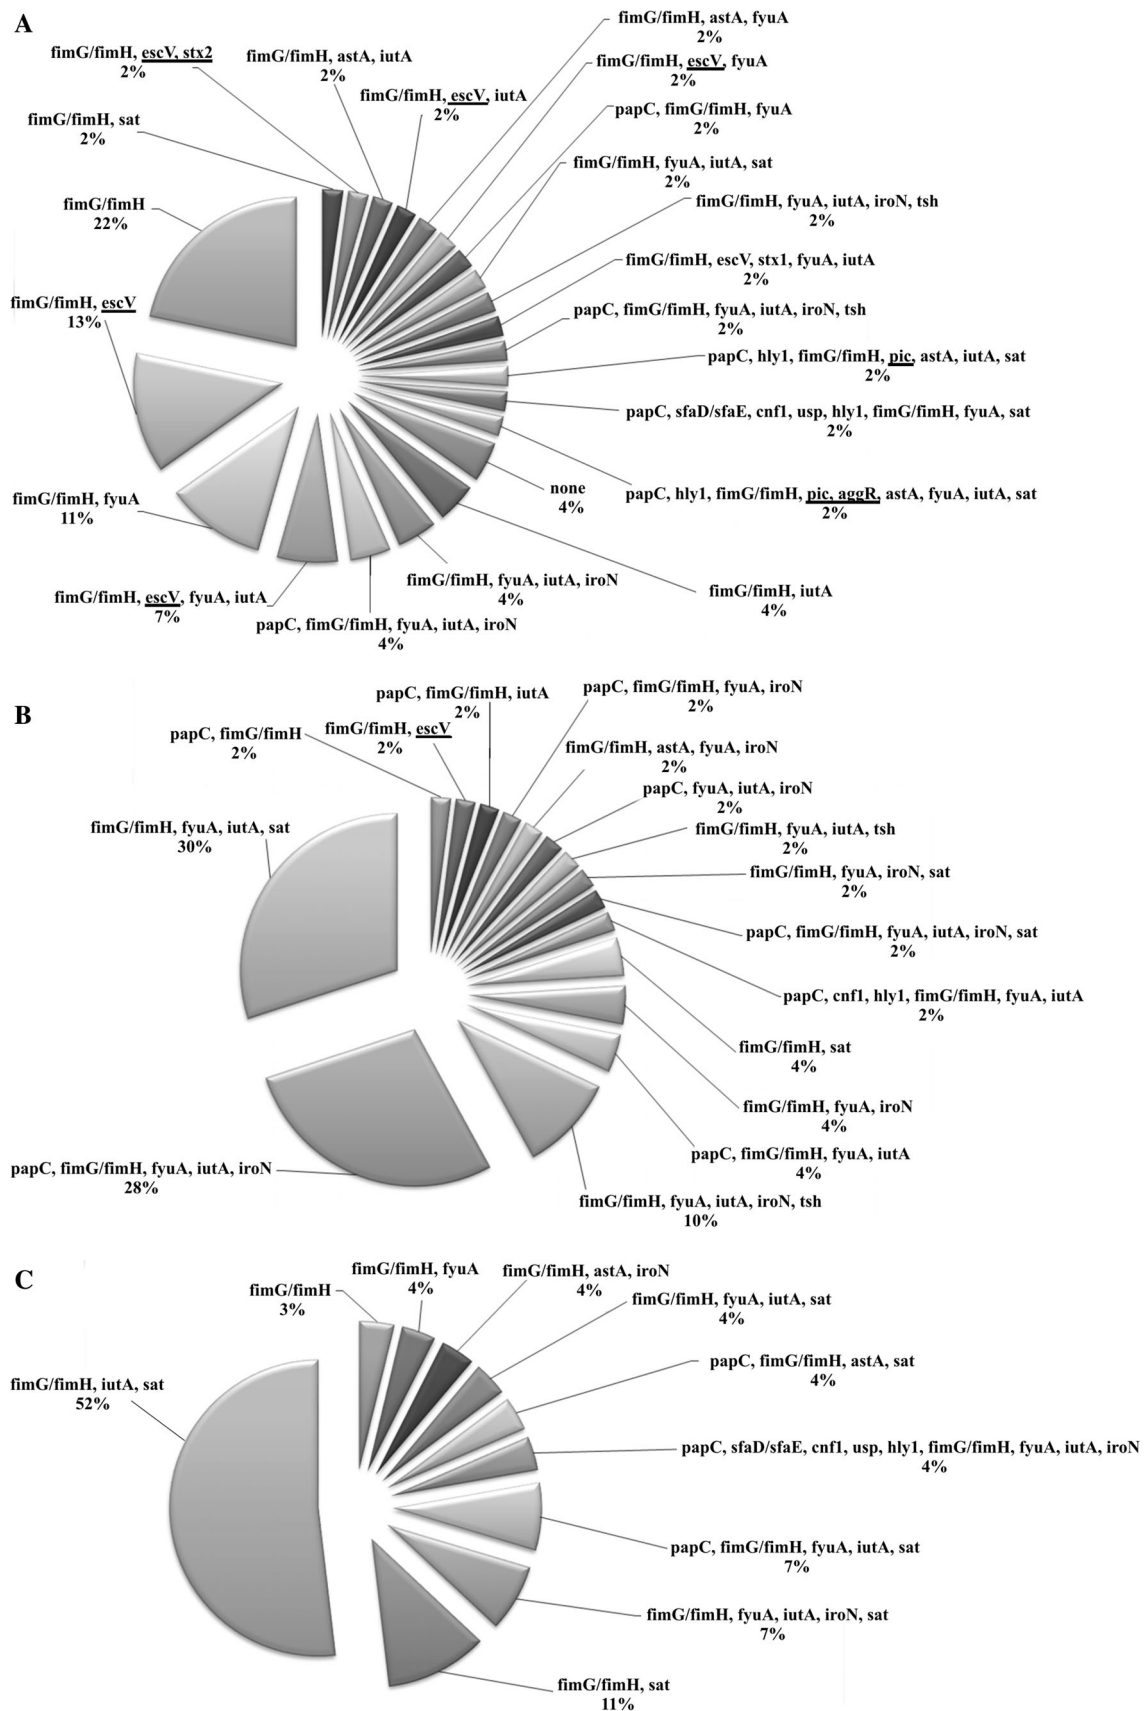 A
fimG/fimH, astA, fyuA
2%
fimG/fimH, escV, stx2
2%
fimG/fimH, astA, iutA
2%
fimG/fimH, escV, fyuA
2%
fimG/fimH, escV, iutA
2%
papC, fimG/fimH, fyuA
2%
fimG/fimH, sat
2%
fimG/fimH, fyuA, iutA, sat
2%
fimG/fimH
22%
fimG/fimH, fyuA, iutA, iroN, tsh
2%
fimG/fimH, escV, stx1, fyuA, iutA
2%
fimG/fimH, escV
13%
papC, fimG/fimH, fyuA, iutA, iroN, tsh
2%
papC, hly1, fimG/fimH, pic, astA, iutA, sat
2%
papC, sfaD/sfaE, cnf1, usp, hly1, fimG/fimH, fyuA, sat
2%
none
4%
papC, hly1, fimG/fimH, pic, aggR, astA, fyuA, iutA, sat
2%
fimG/fimH, fyuA
11%
fimG/fimH, fyuA, iutA, iroN
4%
fimG/fimH, iutA
4%
fimG/fimH, escV, fyuA, iutA
7%
papC, fimG/fimH, fyuA, iutA, iroN
4%
B
papC, fimG/fimH, iutA
2%
papC, fimG/fimH, fyuA, iroN
2%
papC, fimG/fimH
2%
fimG/fimH, escV
2%
fimG/fimH, astA, fyuA, iroN
2%
papC, fyuA, iutA, iroN
2%
fimG/fimH, fyuA, iutA, sat
30%
fimG/fimH, fyuA, iutA, tsh
2%
fimG/fimH, fyuA, iroN, sat
2%
papC, fimG/fimH, fyuA, iutA, iroN, sat
2%
papC, cnf1, hly1, fimG/fimH, fyuA, iutA
2%
fimG/fimH, sat
4%
fimG/fimH, fyuA, iroN
4%
papC, fimG/fimH, fyuA, iutA
4%
papC, fimG/fimH, fyuA, iutA, iroN
28%
fimG/fimH, fyuA, iutA, iroN, tsh
10%
C
fimG/fimH
3%
fimG/fimH, fyuA
4%
fimG/fimH, astA, iroN
4%
fimG/fimH, fyuA, iutA, sat
4%
fimG/fimH, iutA, sat
52%
papC, fimG/fimH, astA, sat
4%
papC, sfaD/sfaE, cnf1, usp, hly1, fimG/fimH, fyuA, iutA, iroN
4%
papC, fimG/fimH, fyuA, iutA, sat
7%
fimG/fimH, fyuA, iutA, iroN, sat
7%
fimG/fimH, sat
11%